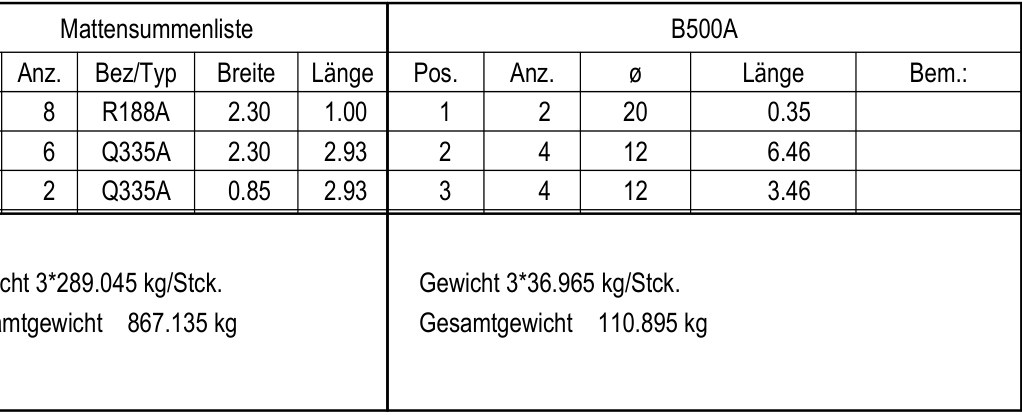 Mattensummenliste B500A
Anz. Bez/Typ Breite Länge Pos. Anz. ø Länge Bem.:
8 R188A 2.30 1.00 1 2 20 0.35
6 Q335A 2.30 2.93 2 4 12 6.46
2 Q335A 0.85 2.93 3 4 12 3.46
cht 3*289.045 kg/Stck. Gewicht 3*36.965 kg/Stck.
amtgewicht 867.135 kg Gesamtgewicht 110.895 kg